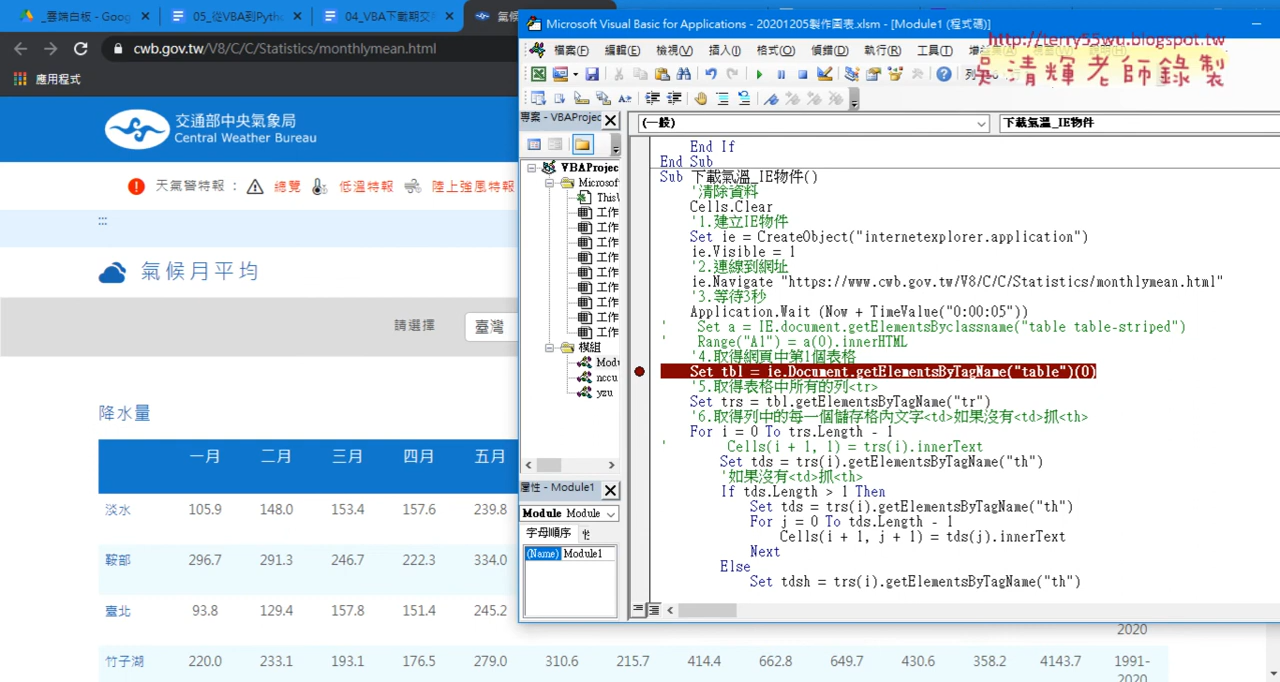 _雲端白板 - Goog
05_從VBA到Pyth
04_VBA下載期交
氣候
cwb.gov.tw/V8/C/C/Statistics/monthlymean.html
應用程式
交通部中央氣象局
Central Weather Bureau
天氣警特報：
總覽
低溫特報
陸上強風特報
:::
氣候月平均
請選擇
臺灣
降水量
一月 二月 三月 四月 五月
淡水 105.9 148.0 153.4 157.6 239.8
鞍部 296.7 291.3 246.7 222.3 334.0
臺北 93.8 129.4 157.8 151.4 245.2
2020
竹子湖 220.0 233.1 193.1 176.5 279.0 310.6 215.7 414.4 662.8 649.7 430.6 358.2 4143.7 1991-
2020
Microsoft Visual Basic for Applications - 20201205製作圖表.xlsm - [Module1 (程式碼)]
http://terry55wu.blogspot.tw
吳清輝老師錄製
檔案(F) 編輯(E) 檢視(V) 插入(I) 格式(O) 偵錯(D) 執行(R) 工具(T)
專案 - VBAProjec
VBAProjec
Microsof
This
工作
工作
工作
工作
工作
工作
工作
工作
工作
模組
Modu
nccu
yzu
屬性 - Module1
Module Module
字母順序
(Name) Module1
(一般)
下載氣溫_IE物件
End If
End Sub
Sub 下載氣溫_IE物件()
'清除資料
Cells.Clear
'1.建立IE物件
Set ie = CreateObject("internetexplorer.application")
ie.Visible = 1
'2.連線到網址
ie.Navigate "https://www.cwb.gov.tw/V8/C/C/Statistics/monthlymean.html"
'3.等待3秒
Application.Wait (Now + TimeValue("0:00:05"))
' Set a = IE.document.getElementsByclassname("table table-striped")
' Range("A1") = a(0).innerHTML
'4.取得網頁中第1個表格
Set tbl = ie.Document.getElementsByTagName("table")(0)
'5.取得表格中所有的列<tr>
Set trs = tbl.getElementsByTagName("tr")
'6.取得列中的每一個儲存格內文字<td>如果沒有<td>抓<th>
For i = 0 To trs.Length - 1
' Cells(i + 1, 1) = trs(i).innerText
Set tds = trs(i).getElementsByTagName("th")
'如果沒有<td>抓<th>
If tds.Length > 1 Then
Set tds = trs(i).getElementsByTagName("th")
For j = 0 To tds.Length - 1
Cells(i + 1, j + 1) = tds(j).innerText
Next
Else
Set tdsh = trs(i).getElementsByTagName("th")